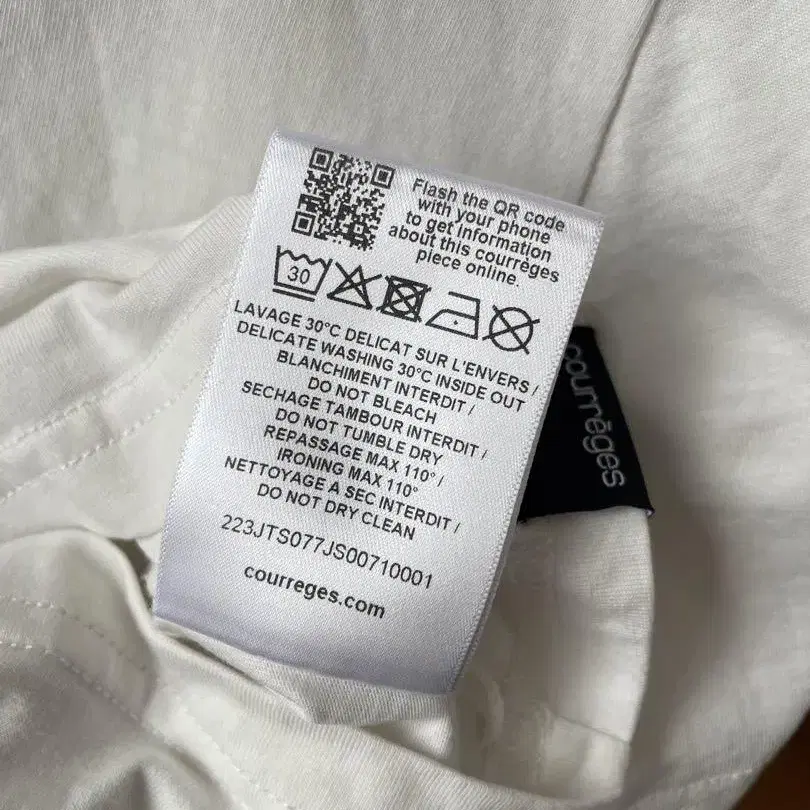 Flash the QR code
with your phone
to get information
about this courrèges
piece online.
30
LAVAGE 30°C DELICAT SUR L'ENVERS /
DELICATE WASHING 30°C INSIDE OUT
BLANCHIMENT INTERDIT /
DO NOT BLEACH
SECHAGE TAMBOUR INTERDIT /
DO NOT TUMBLE DRY
REPASSAGE MAX 110° /
IRONING MAX 110°
NETTOYAGE A SEC INTERDIT /
DO NOT DRY CLEAN
223JTS077JS00710001
courreges.com
courrèges